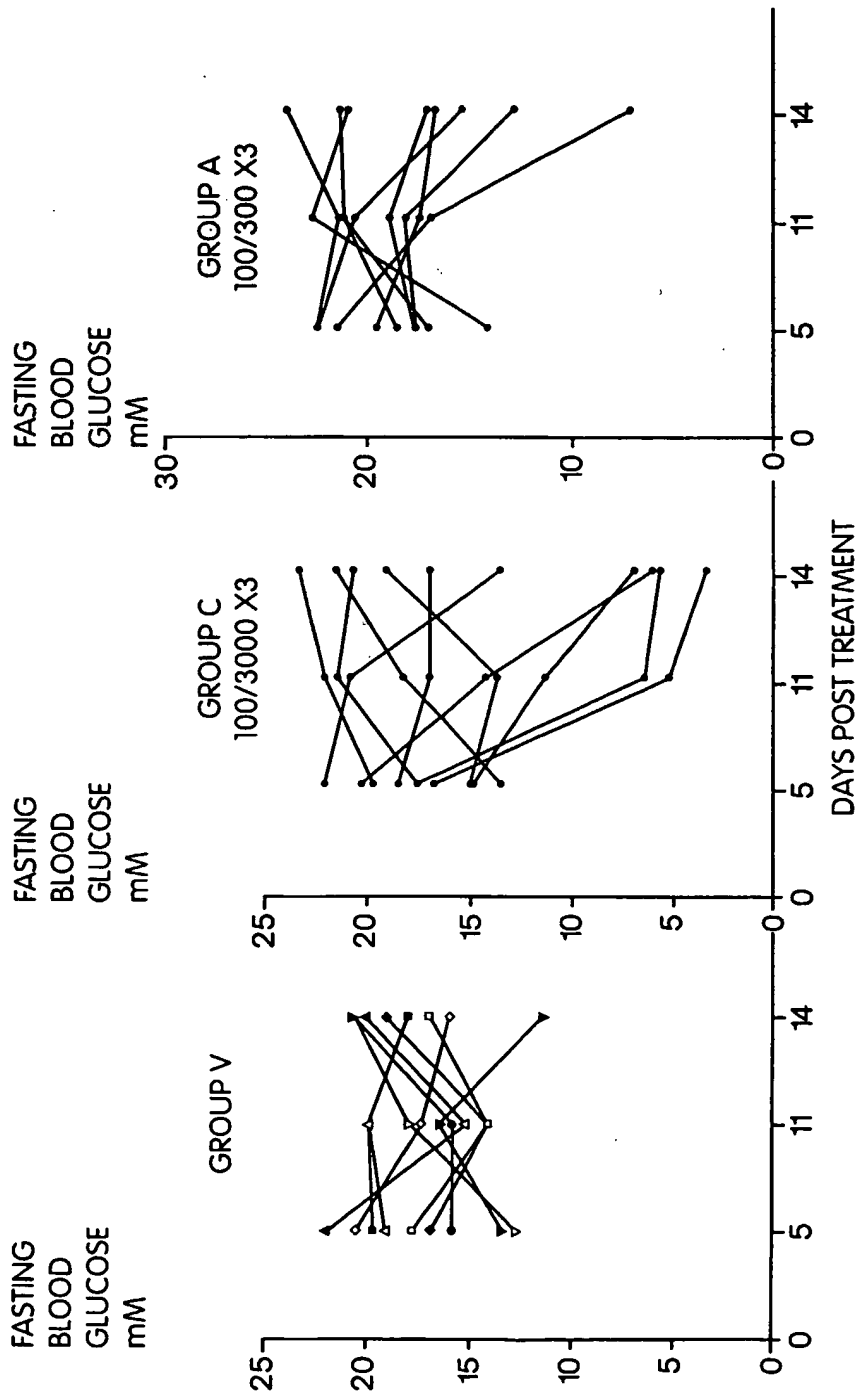 FASTING
BLOOD
GLUCOSE
mM
GROUP V
25
20
15
10
5
0
0
5
11
14
FASTING
BLOOD
GLUCOSE
mM
GROUP C
100/3000 X3
25
20
15
10
5
0
0
5
11
14
DAYS POST TREATMENT
FASTING
BLOOD
GLUCOSE
mM
GROUP A
100/300 X3
30
20
10
0
0
5
11
14